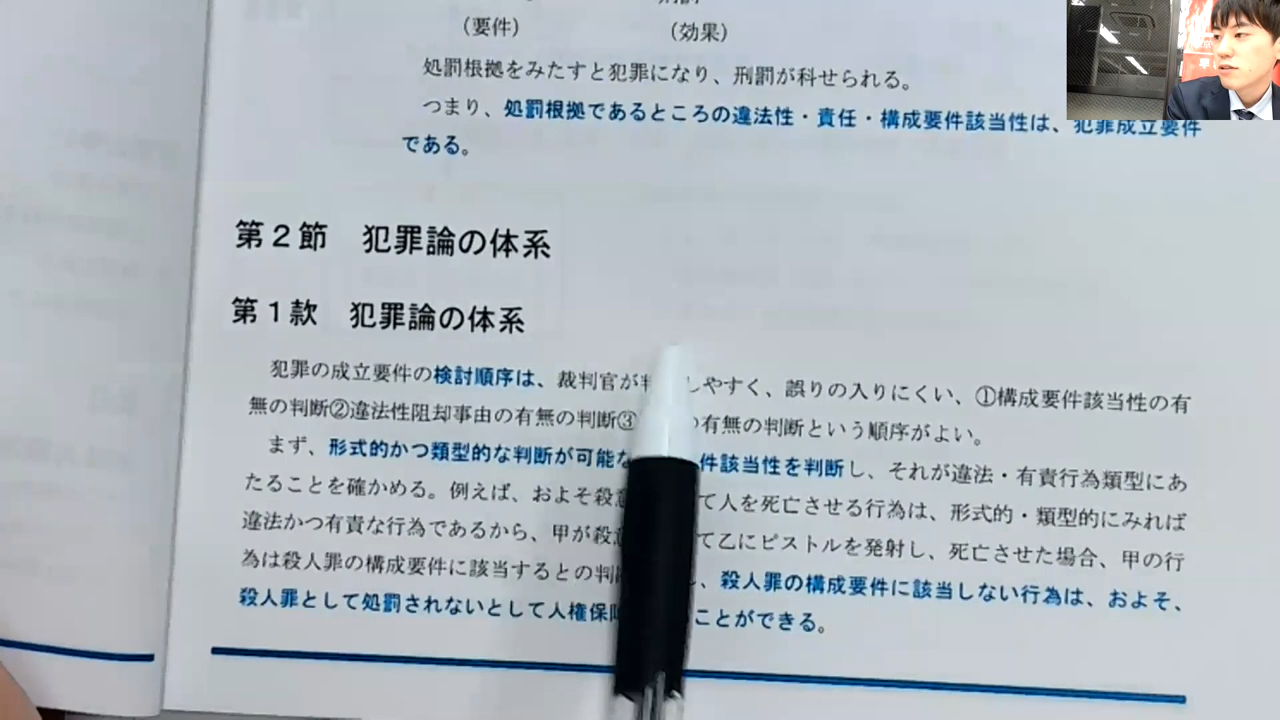 (要件) (効果)
処罰根拠をみたすと犯罪になり、刑罰が科せられる。
つまり、処罰根拠であるところの違法性・責任・構成要件該当性は、犯罪成立要件
である。
第2節 犯罪論の体系
第1款 犯罪論の体系
犯罪の成立要件の検討順序は、裁判官が判 しやすく、誤りの入りにくい、①構成要件該当性の有
無の判断②違法性阻却事由の有無の判断③ の有無の判断という順序がよい。
まず、形式的かつ類型的な判断が可能な 件該当性を判断し、それが違法・有責行為類型にあ
たることを確かめる。例えば、およそ殺意 て人を死亡させる行為は、形式的・類型的にみれば
違法かつ有責な行為であるから、甲が殺意 て乙にピストルを発射し、死亡させた場合、甲の行
為は殺人罪の構成要件に該当するとの判 、殺人罪の構成要件に該当しない行為は、およそ、
殺人罪として処罰されないとして人権保障 ことができる。